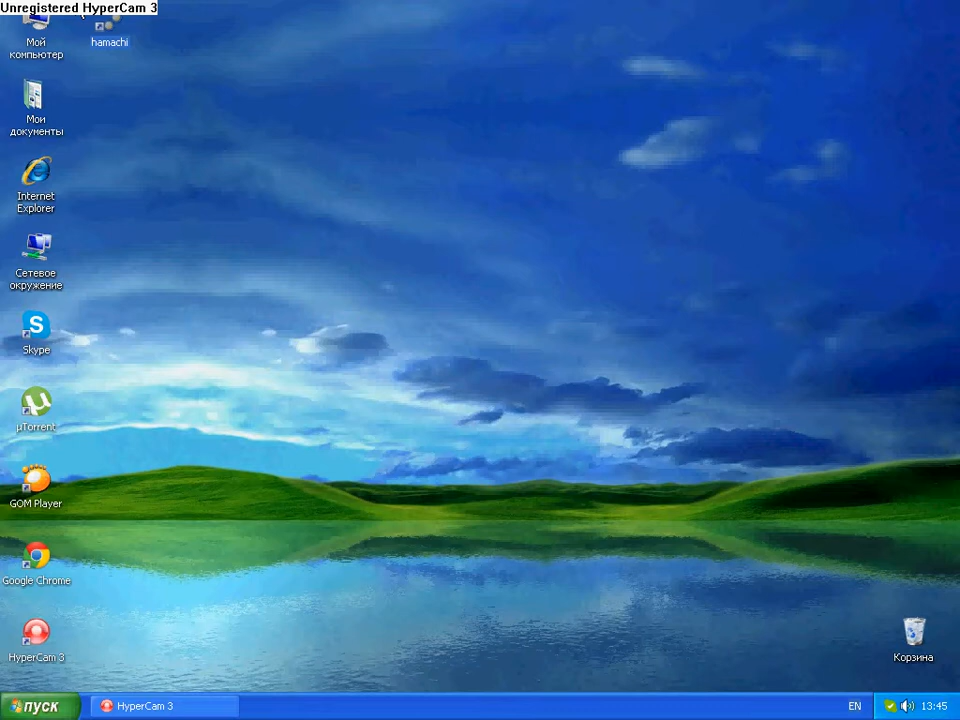 Unregistered HyperCam 3
Мой
компьютер
hamachi
Мои
документы
Internet
Explorer
Сетевое
окружение
Skype
µTorrent
GOM Player
Google Chrome
HyperCam 3
Корзина
пуск
HyperCam 3
EN
13:45